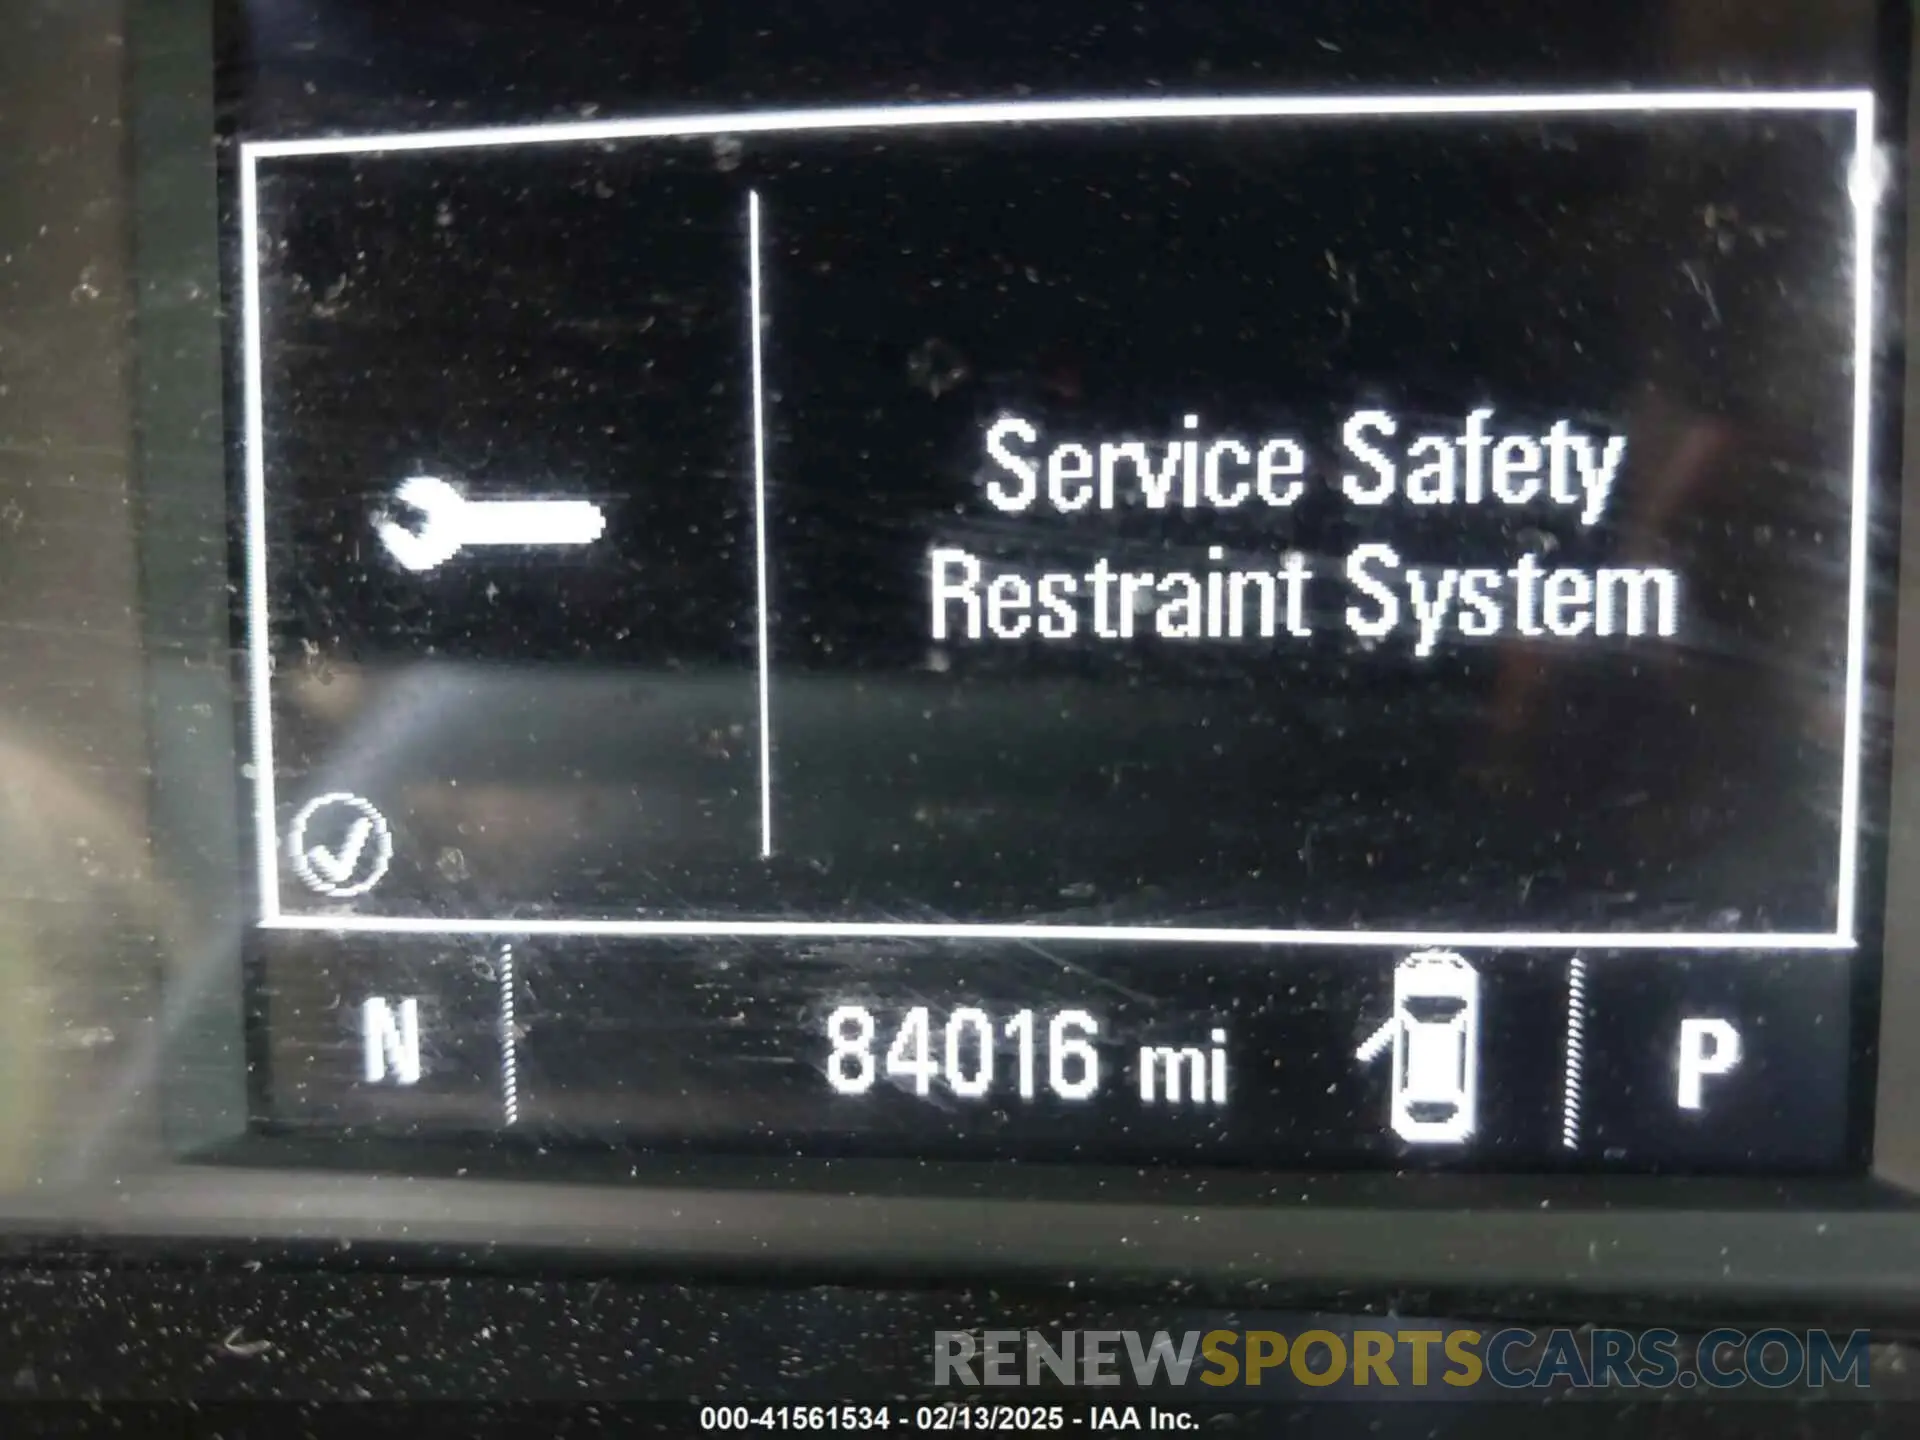 Service Safety
Restraint System
N 84016 mi P
RENEWSPORTSCARS.COM
000-41561534 - 02/13/2025 - IAA Inc.